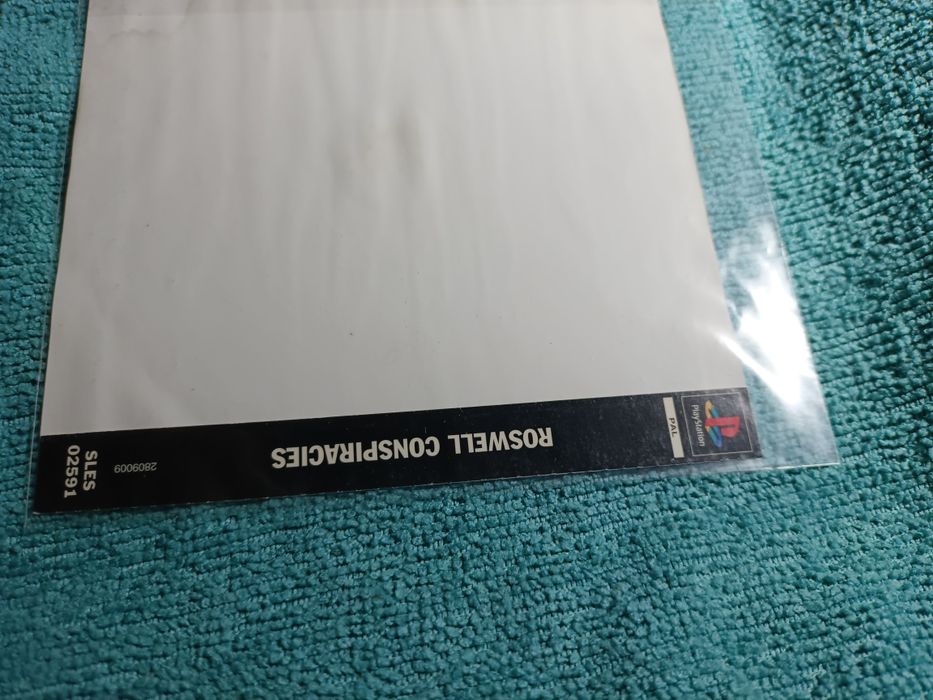 PlayStation
PAL
ROSWELL CONSPIRACIES
2809009
SLES
02591